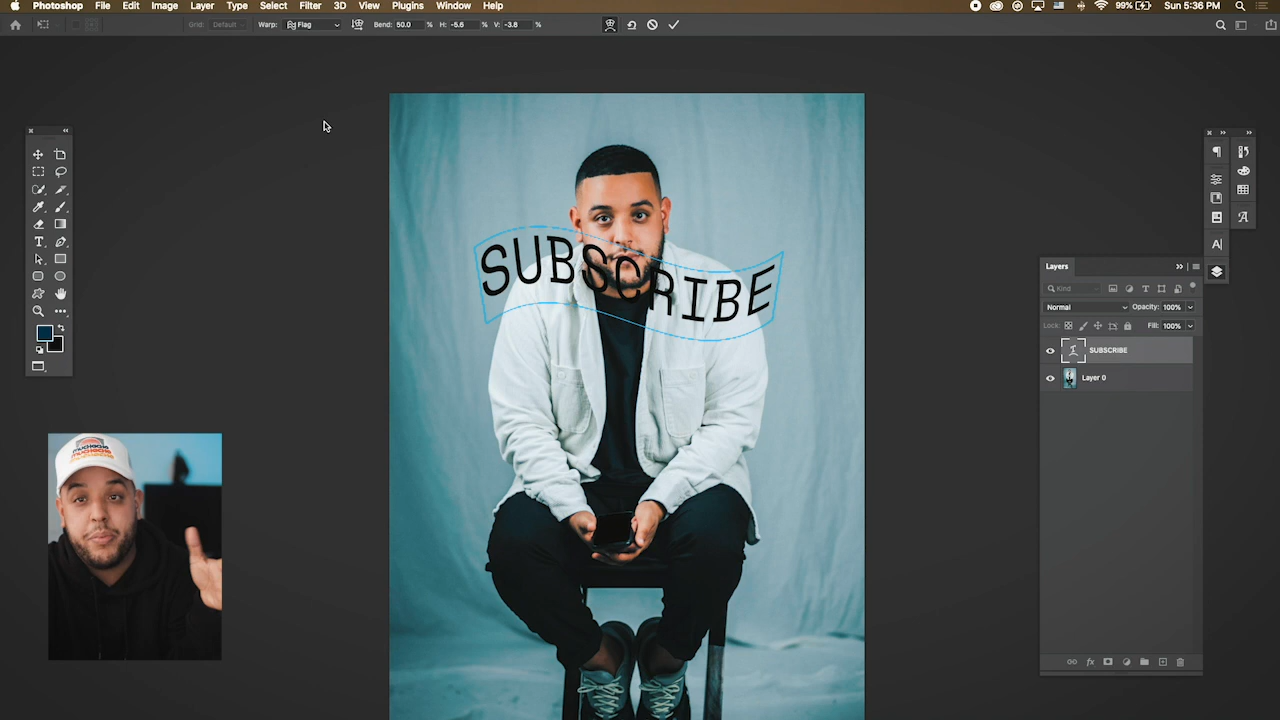 Photoshop File Edit Image Layer Type Select Filter 3D View Plugins Window Help 99% Sun 5:36 PM
Grid: Default Warp: Flag Bend: 50.0 % H: -5.6 % V: -3.8 %
SUBSCRIBE
Layers
Kind
Normal Opacity: 100%
Lock: Fill: 100%
SUBSCRIBE
Layer 0
fx